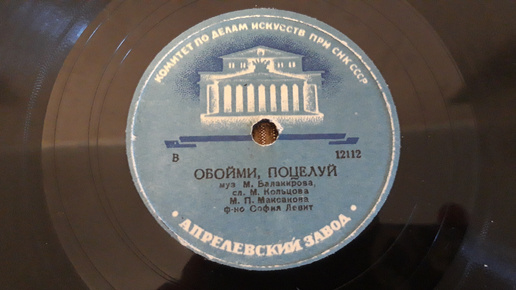 КОМИТЕТ ПО ДЕЛАМ ИСКУССТВ ПРИ СНК СССР
В 12112
ОБОЙМИ, ПОЦЕЛУЙ
муз М. Балакирова,
сл. М. Кольцова
М. П. Максакова
ф-но София Левит
• АПРЕЛЕВСКИЙ ЗАВОД •